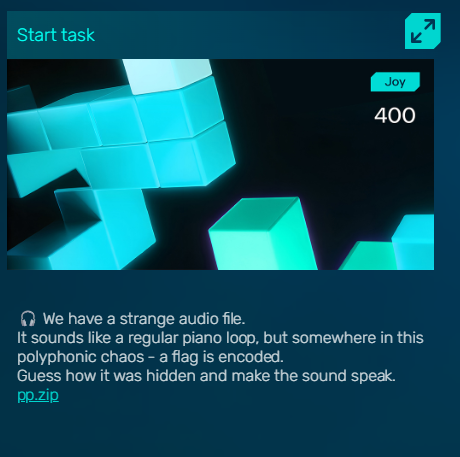 Start task
Joy
400
🎧 We have a strange audio file.
It sounds like a regular piano loop, but somewhere in this
polyphonic chaos - a flag is encoded.
Guess how it was hidden and make the sound speak.
pp.zip